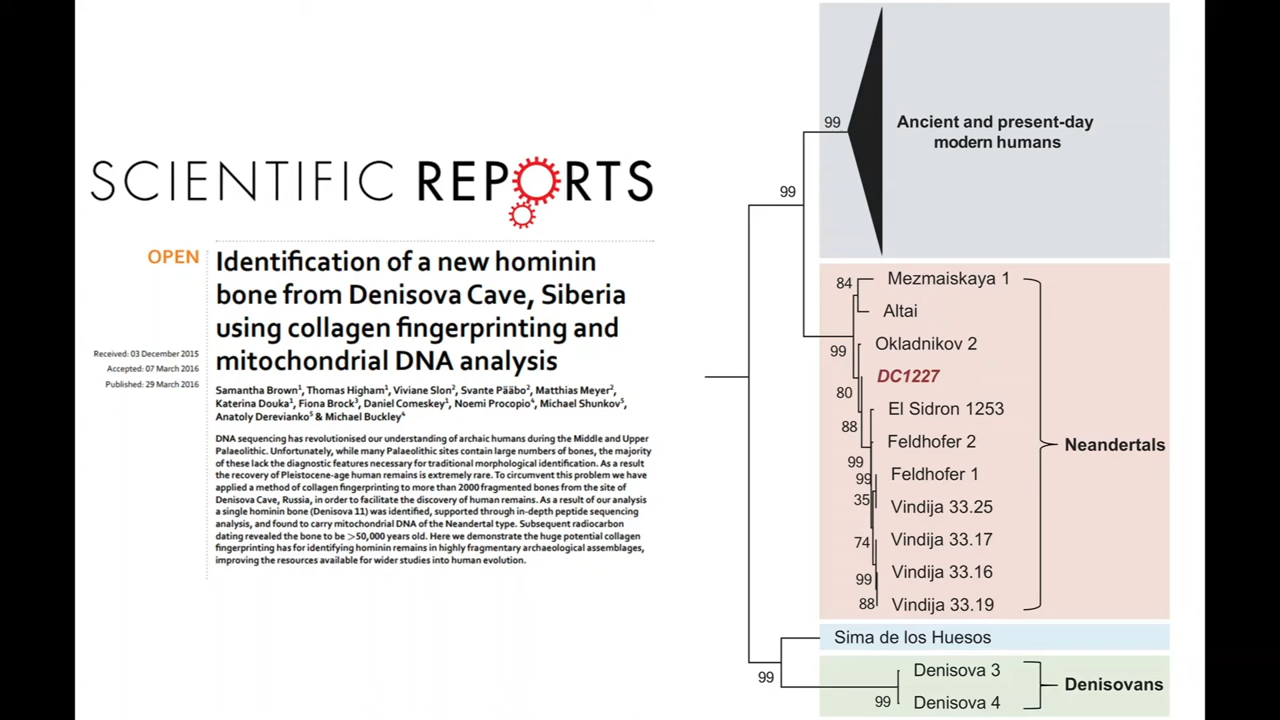 SCIENTIFIC REPORTS
OPEN
Identification of a new hominin
bone from Denisova Cave, Siberia
using collagen fingerprinting and
mitochondrial DNA analysis
Received: 03 December 2015
Accepted: 07 March 2016
Published: 29 March 2016
Samantha Brown¹, Thomas Higham¹, Viviane Slon², Svante Pääbo², Matthias Meyer²,
Katerina Douka¹, Fiona Brock³, Daniel Comeskey¹, Noemi Procopio⁴, Michael Shunkov⁵,
Anatoly Derevianko⁵ & Michael Buckley⁴
DNA sequencing has revolutionised our understanding of archaic humans during the Middle and Upper
Palaeolithic. Unfortunately, while many Palaeolithic sites contain large numbers of bones, the majority
of these lack the diagnostic features necessary for traditional morphological identification. As a result
the recovery of Pleistocene-age human remains is extremely rare. To circumvent this problem we have
applied a method of collagen fingerprinting to more than 2000 fragmented bones from the site of
Denisova Cave, Russia, in order to facilitate the discovery of human remains. As a result of our analysis
a single hominin bone (Denisova 11) was identified, supported through in-depth peptide sequencing
analysis, and found to carry mitochondrial DNA of the Neandertal type. Subsequent radiocarbon
dating revealed the bone to be >50,000 years old. Here we demonstrate the huge potential collagen
fingerprinting has for identifying hominin remains in highly fragmentary archaeological assemblages,
improving the resources available for wider studies into human evolution.
99
Ancient and present-day
modern humans
99
84
Mezmaiskaya 1
Altai
99
Okladnikov 2
DC1227
80
El Sidron 1253
88
Feldhofer 2
Neandertals
99
Feldhofer 1
99
35
Vindija 33.25
74
Vindija 33.17
99
Vindija 33.16
88
Vindija 33.19
Sima de los Huesos
99
Denisova 3
Denisovans
99
Denisova 4